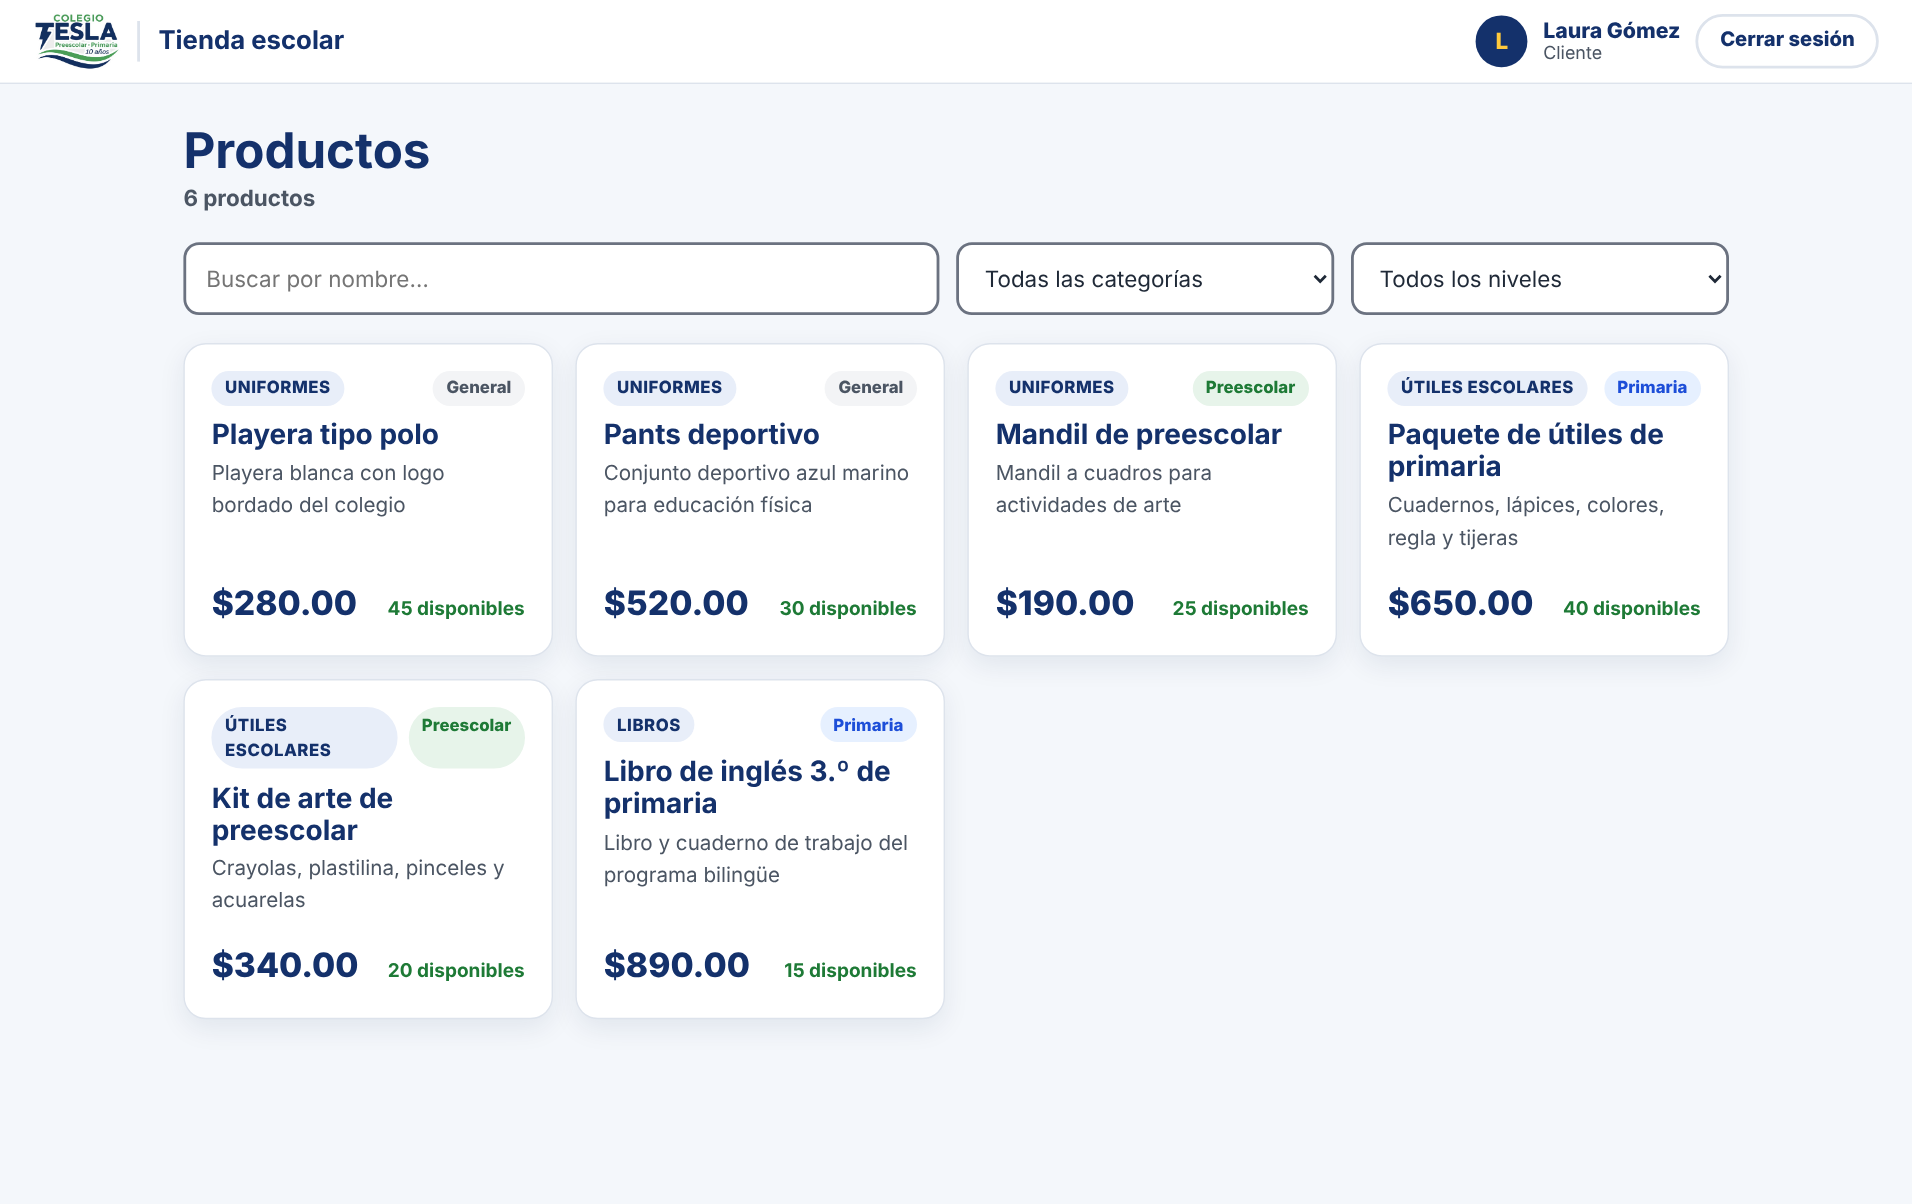 COLEGIO
TESLA
Preescolar · Primaria
10 años
Tienda escolar
L
Laura Gómez
Cliente
Cerrar sesión
Productos
6 productos
Buscar por nombre...
Todas las categorías
Todos los niveles
UNIFORMES
General
Playera tipo polo
Playera blanca con logo
bordado del colegio
$280.00
45 disponibles
UNIFORMES
General
Pants deportivo
Conjunto deportivo azul marino
para educación física
$520.00
30 disponibles
UNIFORMES
Preescolar
Mandil de preescolar
Mandil a cuadros para
actividades de arte
$190.00
25 disponibles
ÚTILES ESCOLARES
Primaria
Paquete de útiles de
primaria
Cuadernos, lápices, colores,
regla y tijeras
$650.00
40 disponibles
ÚTILES
ESCOLARES
Preescolar
Kit de arte de
preescolar
Crayolas, plastilina, pinceles y
acuarelas
$340.00
20 disponibles
LIBROS
Primaria
Libro de inglés 3.º de
primaria
Libro y cuaderno de trabajo del
programa bilingüe
$890.00
15 disponibles